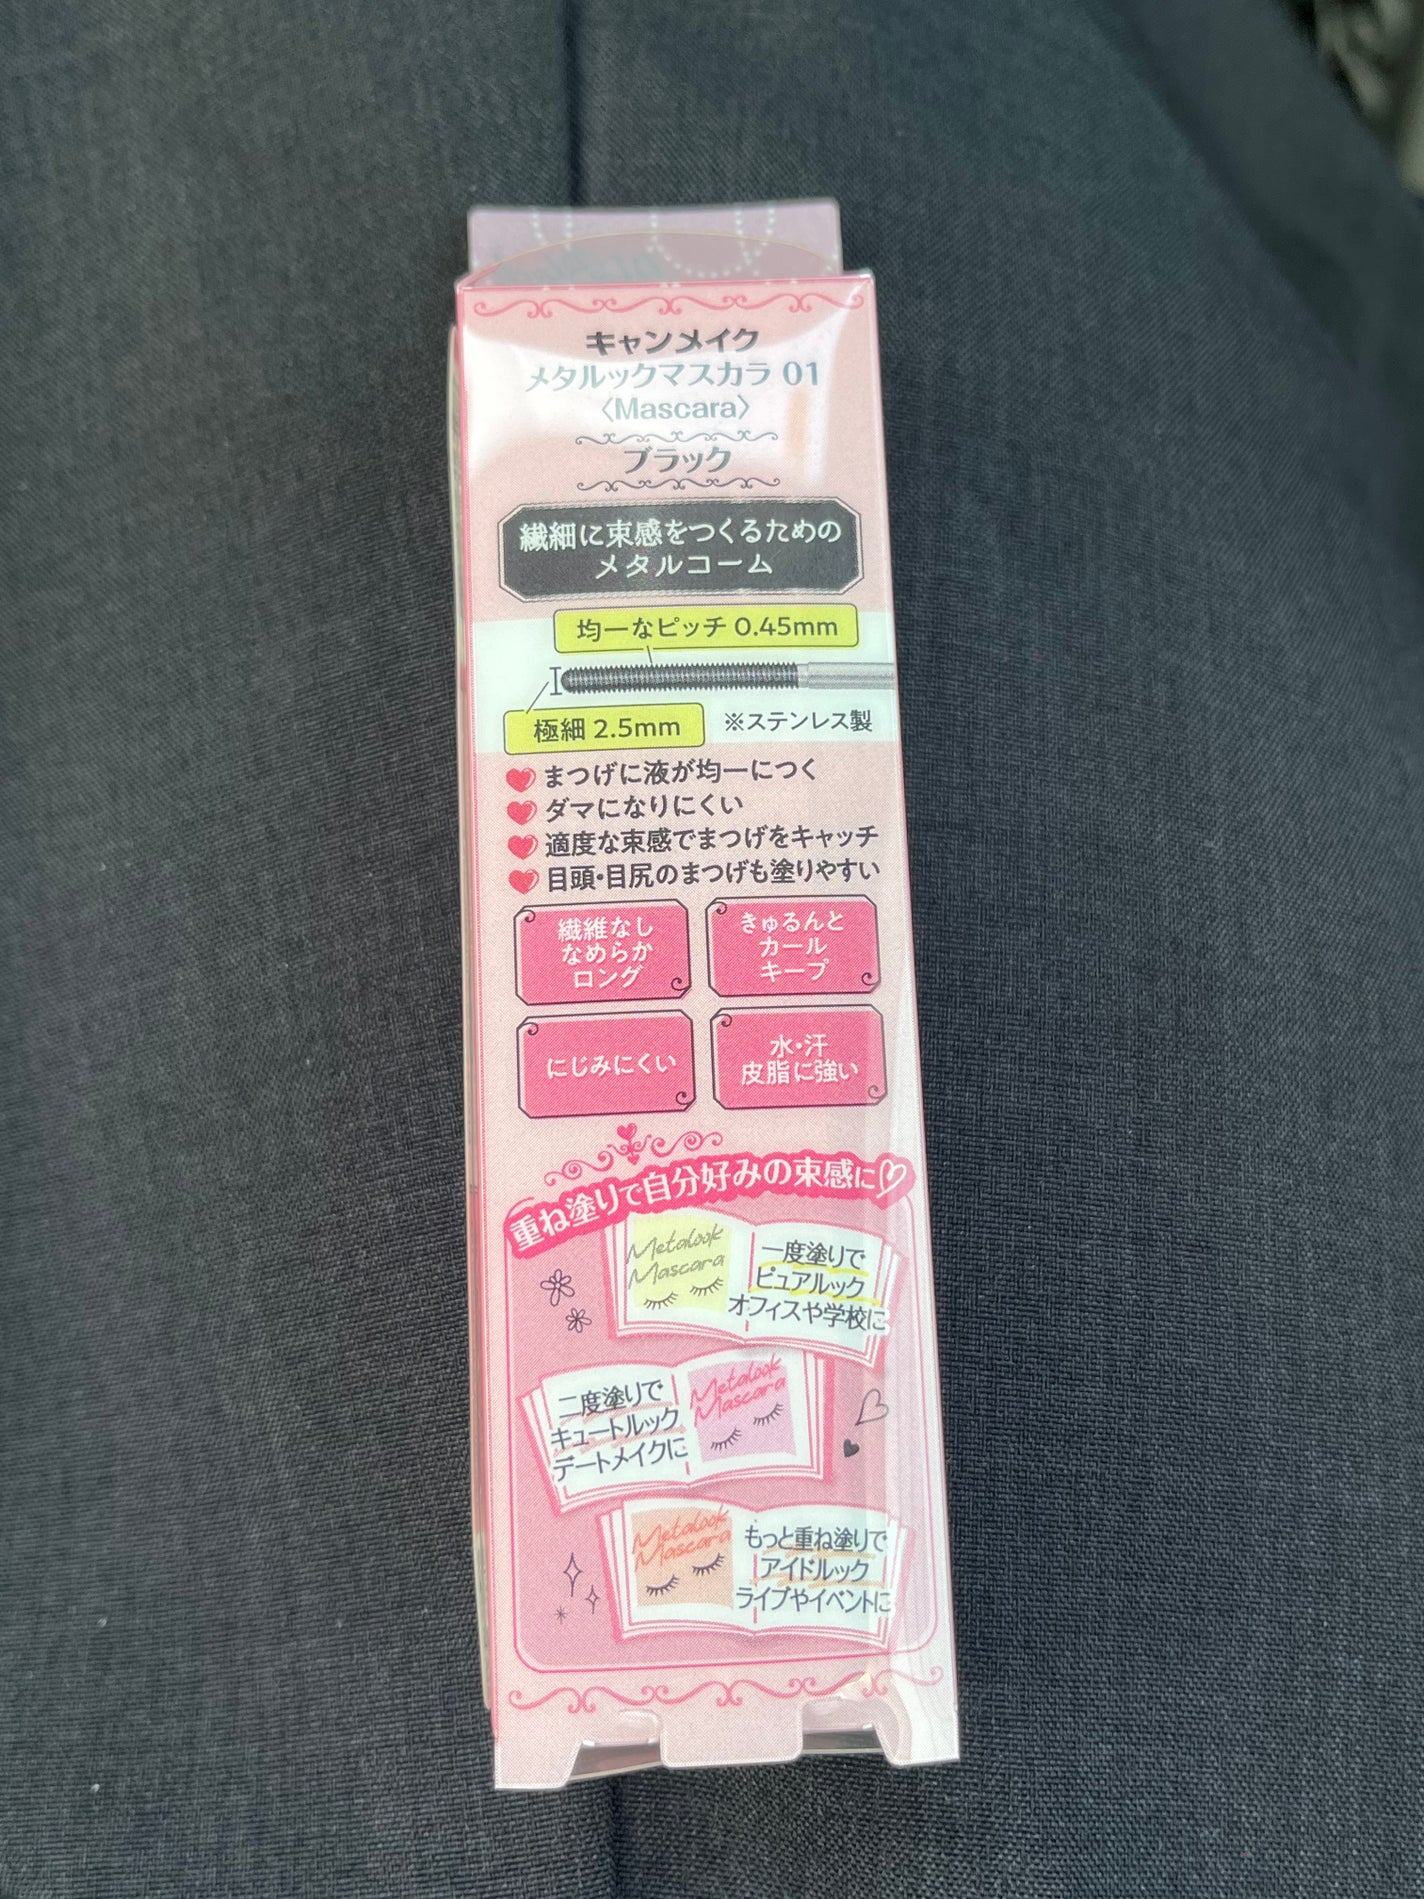 キャンメイク
メタルックマスカラ 01
〈Mascara〉
ブラック
繊細に束感をつくるための
メタルコーム
均一なピッチ 0.45mm
極細 2.5mm
※ステンレス製
まつげに液が均一につく
ダマになりにくい
適度な束感でまつげをキャッチ
目頭・目尻のまつげも塗りやすい
繊維なし
なめらか
ロング
きゅるんと
カール
キープ
にじみにくい
水・汗
皮脂に強い
重ね塗りで自分好みの束感に♡
Metalook
Mascara
一度塗りで
ピュアルック
オフィスや学校に
二度塗りで
キュートルック
デートメイクに
Metalook
Mascara
Metalook
Mascara
もっと重ね塗りで
アイドルック
ライブやイベントに